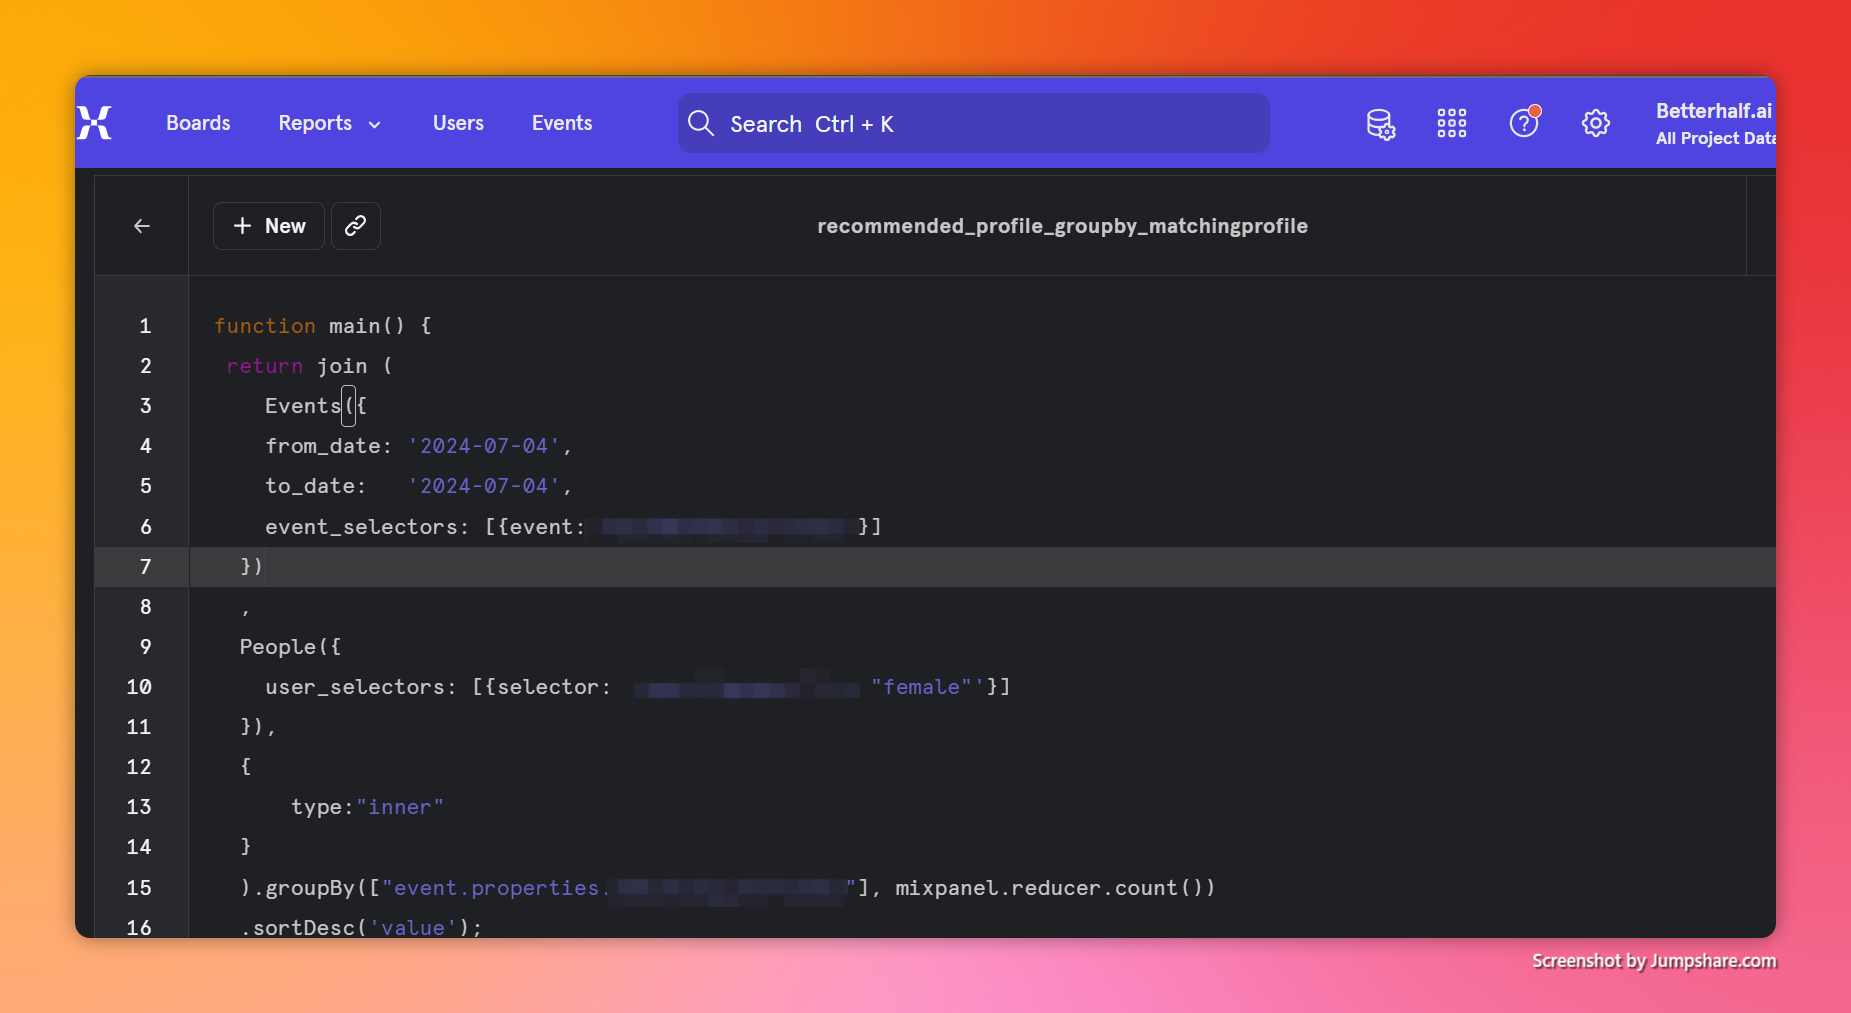 Boards Reports Users Events Search Ctrl + K Betterhalf.ai
All Project Data
New recommended_profile_groupby_matchingprofile
1 function main() {
2 return join (
3 Events({
4 from_date: '2024-07-04',
5 to_date: '2024-07-04',
6 event_selectors: [{event: }]
7 })
8 ,
9 People({
10 user_selectors: [{selector: "female"'}]
11 }),
12 {
13 type:"inner"
14 }
15 ).groupBy(["event.properties. "], mixpanel.reducer.count())
16 .sortDesc('value');
Screenshot by Jumpshare.com